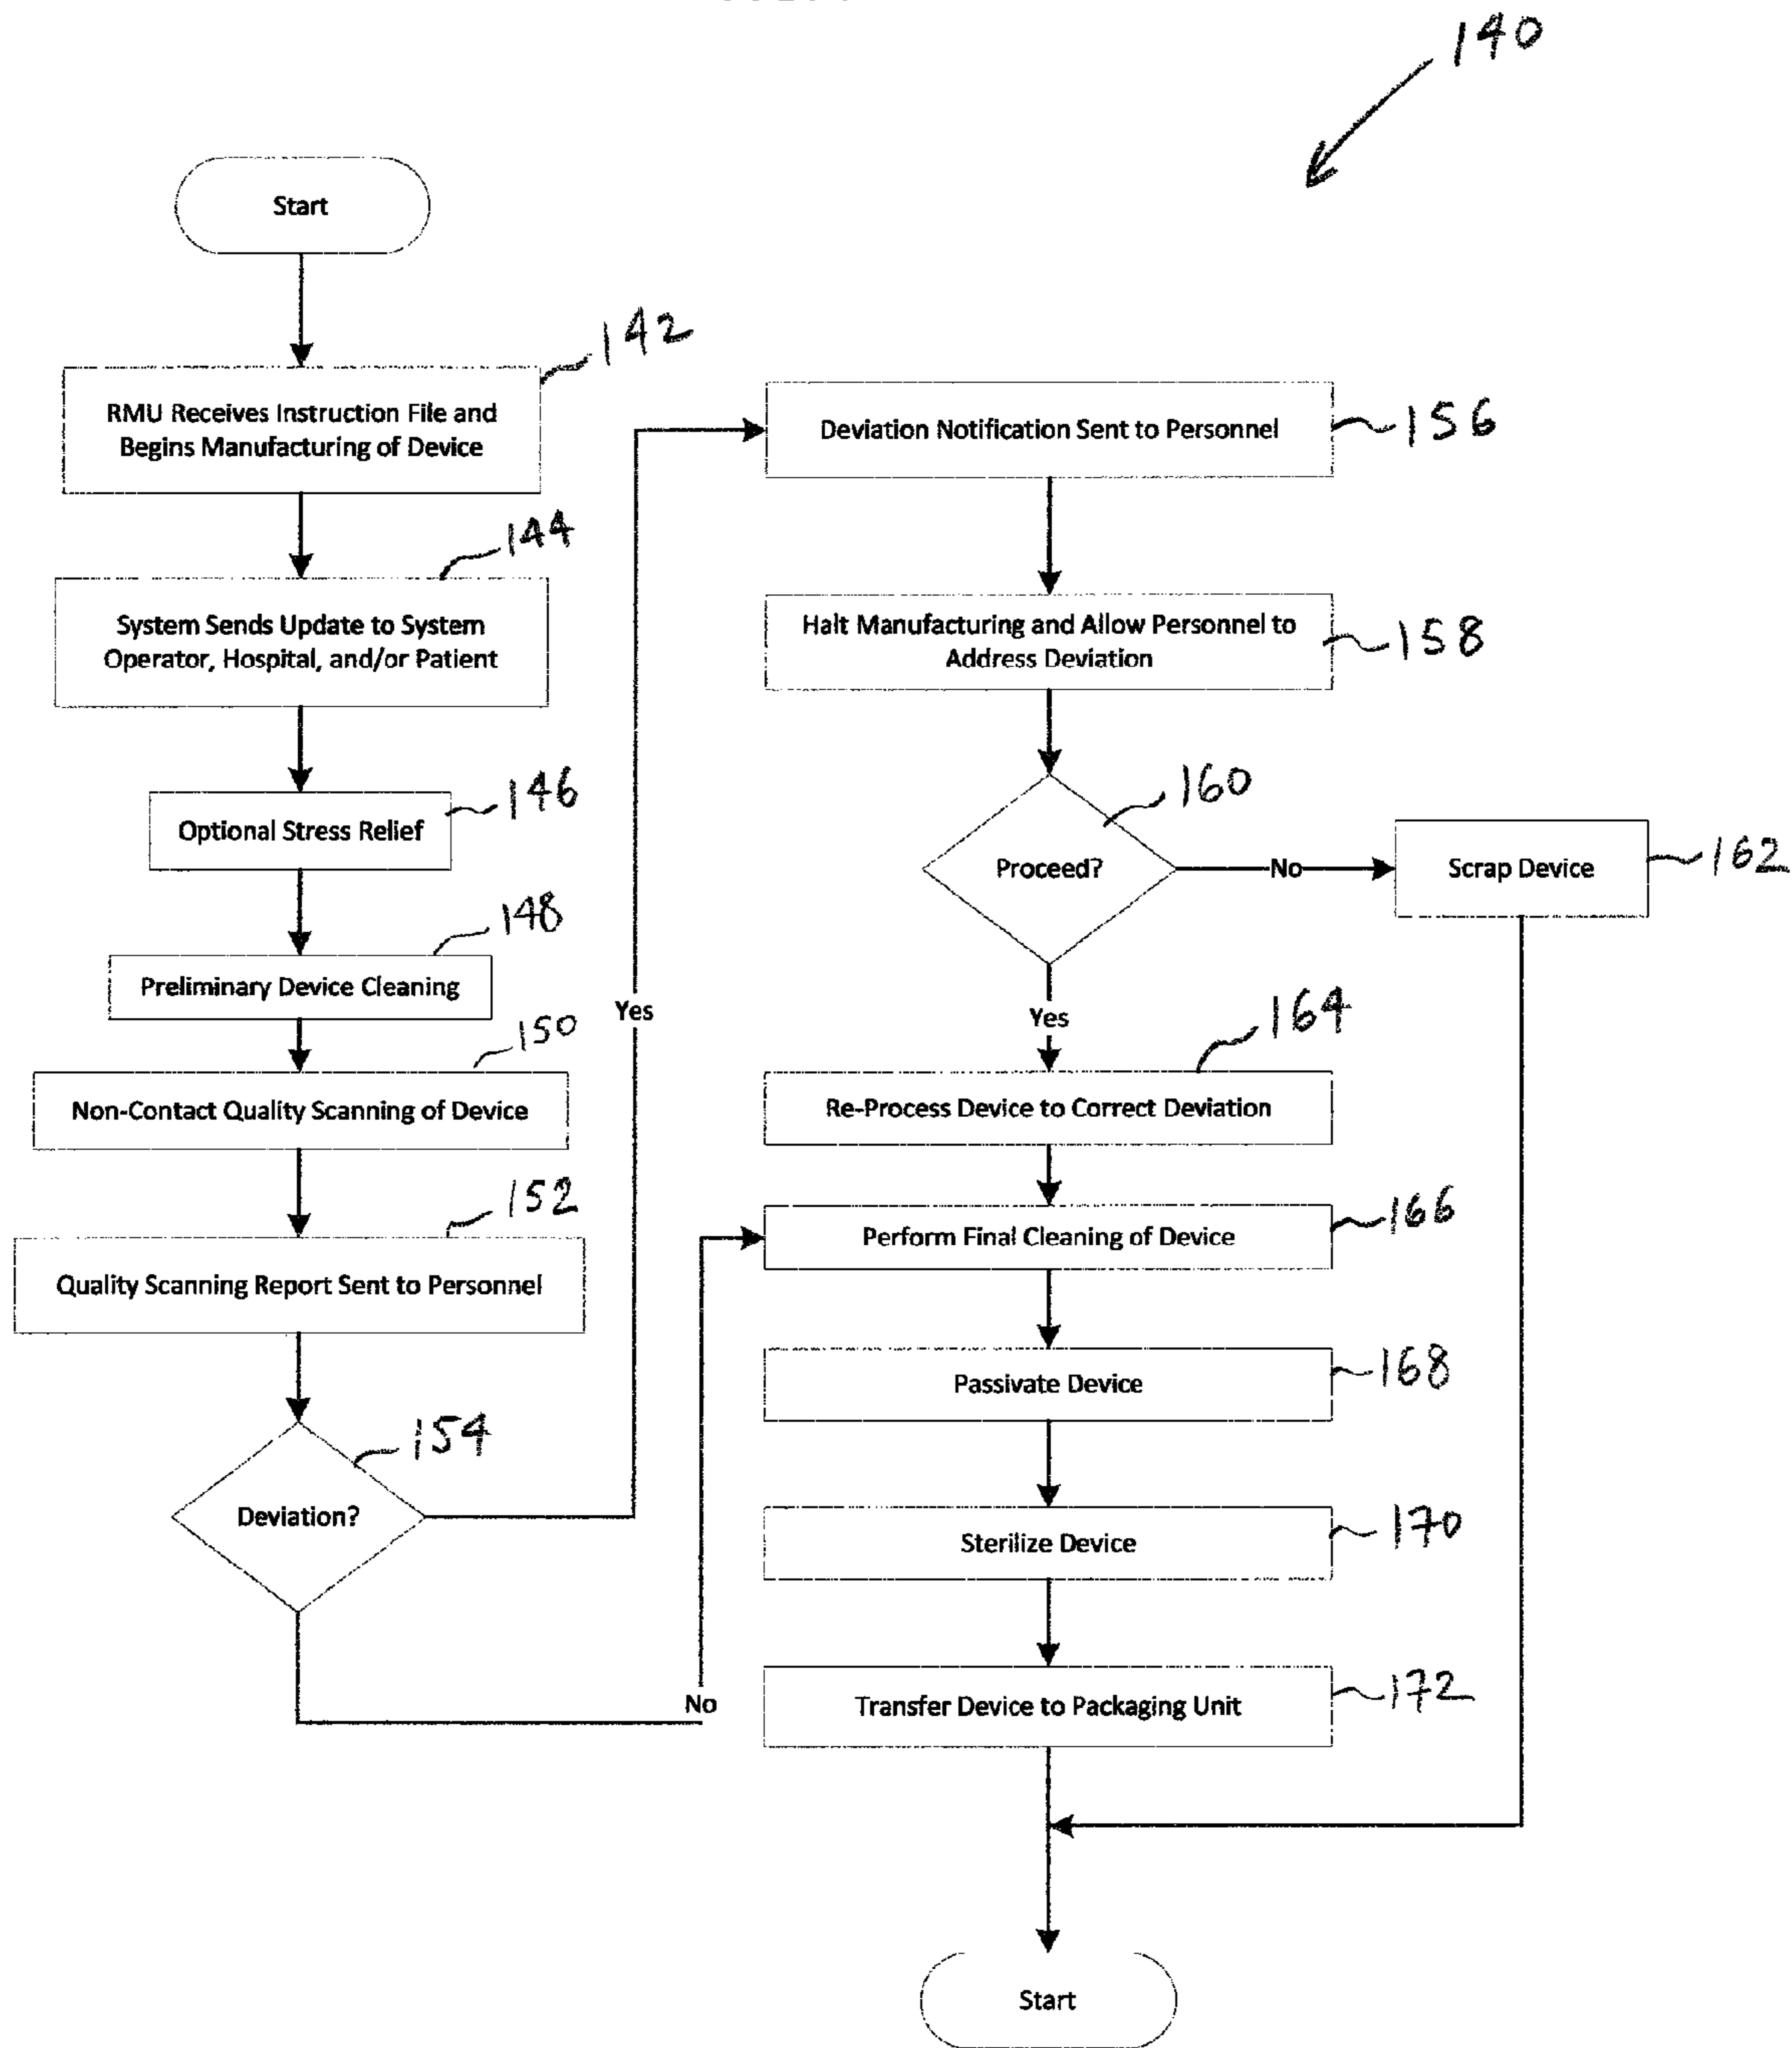 140
Start
142
RMU Receives Instruction File and
Begins Manufacturing of Device
144
System Sends Update to System
Operator, Hospital, and/or Patient
146
Optional Stress Relief
148
Preliminary Device Cleaning
150
Non-Contact Quality Scanning of Device
152
Quality Scanning Report Sent to Personnel
154
Deviation?
Yes
No
Deviation Notification Sent to Personnel
156
Halt Manufacturing and Allow Personnel to
Address Deviation
158
160
Proceed?
No
Scrap Device
162
Yes
164
Re-Process Device to Correct Deviation
Perform Final Cleaning of Device
166
Passivate Device
168
Sterilize Device
170
Transfer Device to Packaging Unit
172
Start